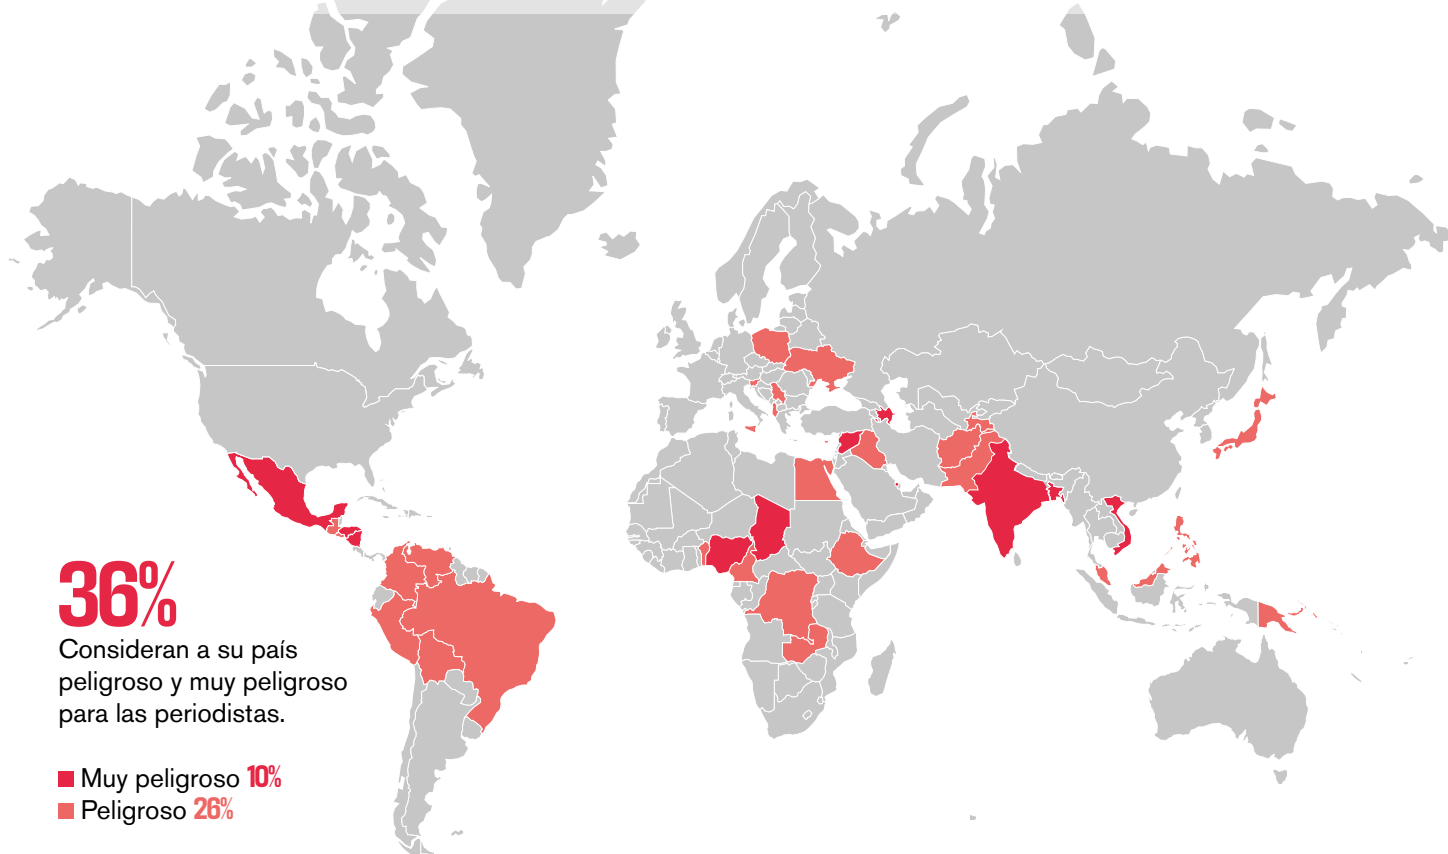 36%
Consideran a su país
peligroso y muy peligroso
para las periodistas.
Muy peligroso 10%
Peligroso 26%